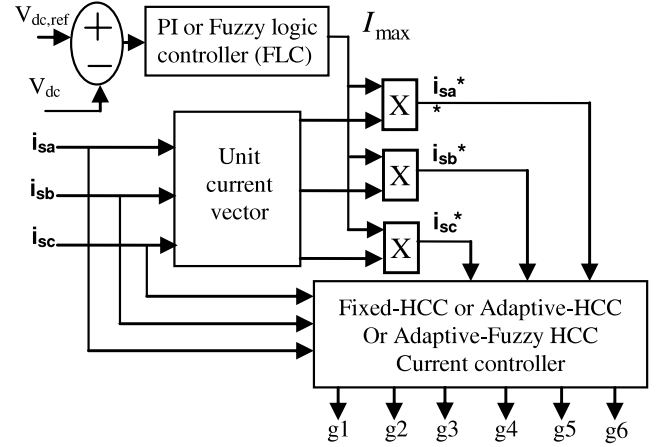 V_dc,ref
+
−
V_dc
PI or Fuzzy logic
controller (FLC)
I_max
i_sa
i_sb
i_sc
Unit
current
vector
X
i_sa*
*
X
i_sb*
X
i_sc*
Fixed-HCC or Adaptive-HCC
Or Adaptive-Fuzzy HCC
Current controller
g1 g2 g3 g4 g5 g6